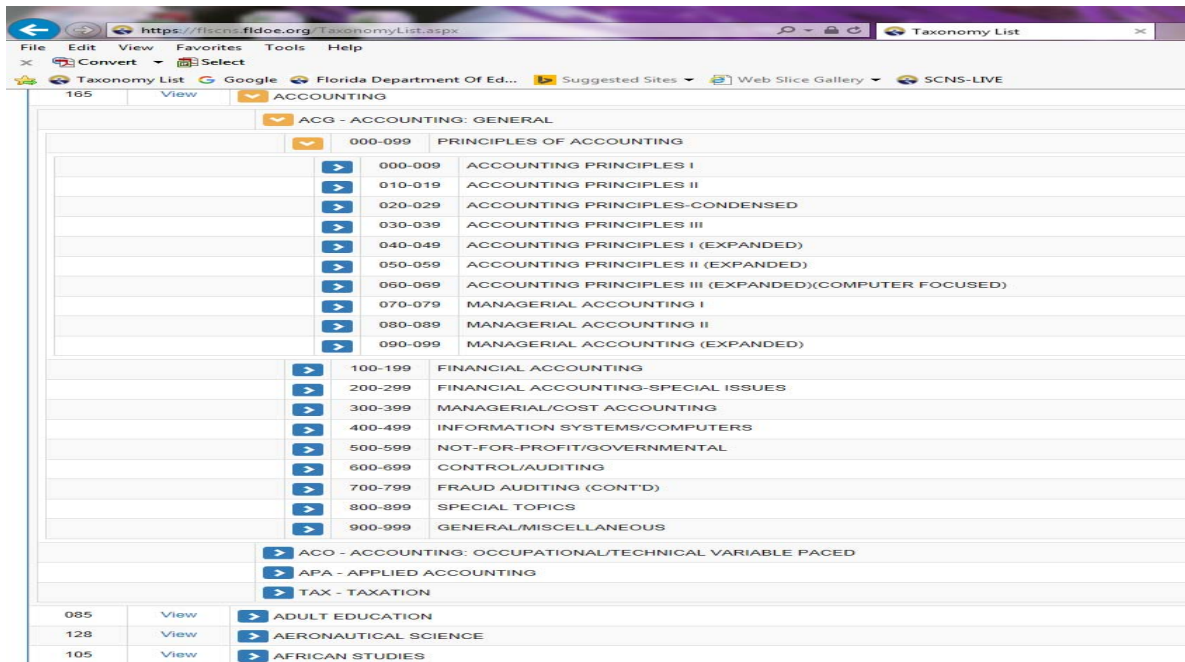 https://flscns.fldoe.org/TaxonomyList.aspx Taxonomy List
File Edit View Favorites Tools Help
Convert Select
Taxonomy List Google Florida Department Of Ed... Suggested Sites Web Slice Gallery SCNS-LIVE
165 View ACCOUNTING
ACG - ACCOUNTING: GENERAL
000-099 PRINCIPLES OF ACCOUNTING
000-009 ACCOUNTING PRINCIPLES I
010-019 ACCOUNTING PRINCIPLES II
020-029 ACCOUNTING PRINCIPLES-CONDENSED
030-039 ACCOUNTING PRINCIPLES III
040-049 ACCOUNTING PRINCIPLES I (EXPANDED)
050-059 ACCOUNTING PRINCIPLES II (EXPANDED)
060-069 ACCOUNTING PRINCIPLES III (EXPANDED)(COMPUTER FOCUSED)
070-079 MANAGERIAL ACCOUNTING I
080-089 MANAGERIAL ACCOUNTING II
090-099 MANAGERIAL ACCOUNTING (EXPANDED)
100-199 FINANCIAL ACCOUNTING
200-299 FINANCIAL ACCOUNTING-SPECIAL ISSUES
300-399 MANAGERIAL/COST ACCOUNTING
400-499 INFORMATION SYSTEMS/COMPUTERS
500-599 NOT-FOR-PROFIT/GOVERNMENTAL
600-699 CONTROL/AUDITING
700-799 FRAUD AUDITING (CONT'D)
800-899 SPECIAL TOPICS
900-999 GENERAL/MISCELLANEOUS
ACO - ACCOUNTING: OCCUPATIONAL/TECHNICAL VARIABLE PACED
APA - APPLIED ACCOUNTING
TAX - TAXATION
085 View ADULT EDUCATION
128 View AERONAUTICAL SCIENCE
105 View AFRICAN STUDIES